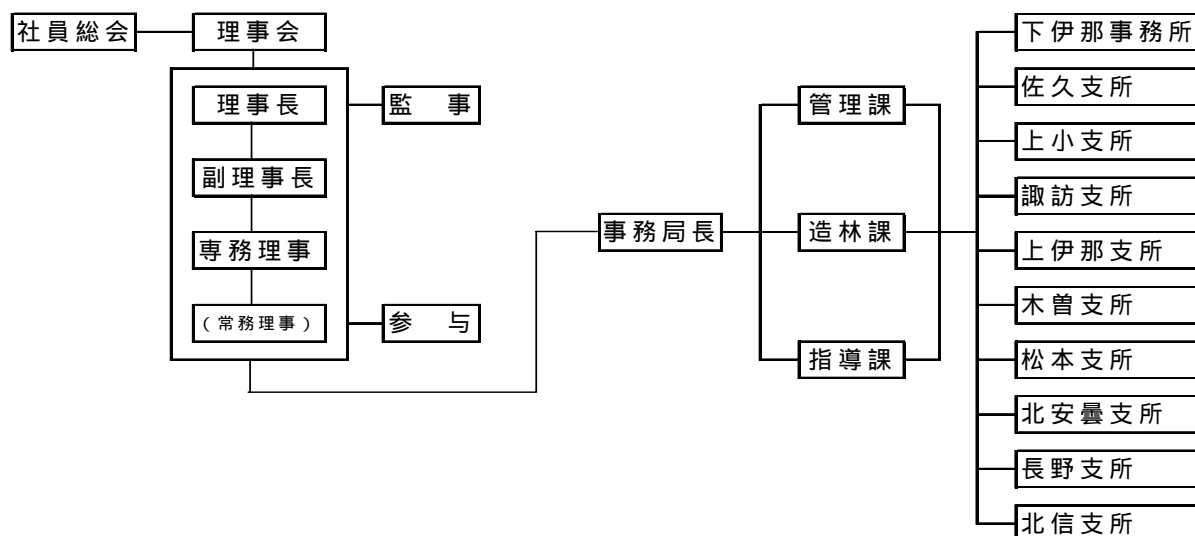 社員総会
理事会
理事長
副理事長
専務理事
(常務理事)
監 事
参 与
事務局長
管理課
造林課
指導課
下伊那事務所
佐久支所
上小支所
諏訪支所
上伊那支所
木曽支所
松本支所
北安曇支所
長野支所
北信支所